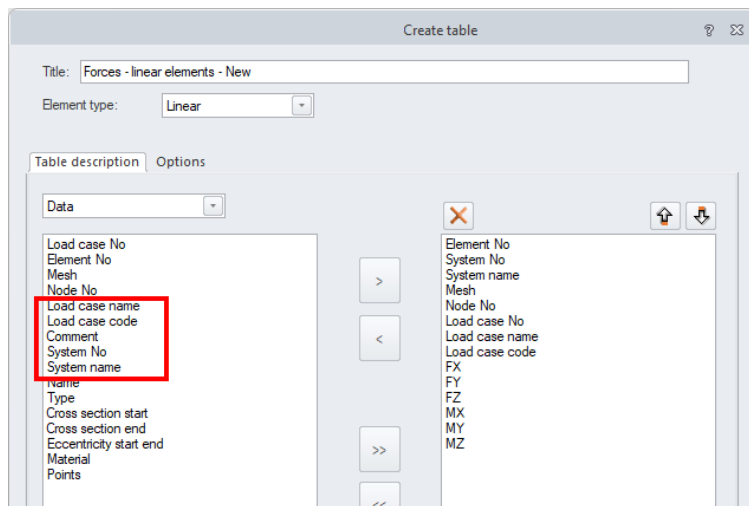 Create table
Title: Forces - linear elements - New
Element type: Linear
Table description Options
Data
Load case No
Element No
Mesh
Node No
Load case name
Load case code
Comment
System No
System name
Name
Type
Cross section start
Cross section end
Eccentricity start end
Material
Points
>
<
>>
<<
Element No
System No
System name
Mesh
Node No
Load case No
Load case name
Load case code
FX
FY
FZ
MX
MY
MZ